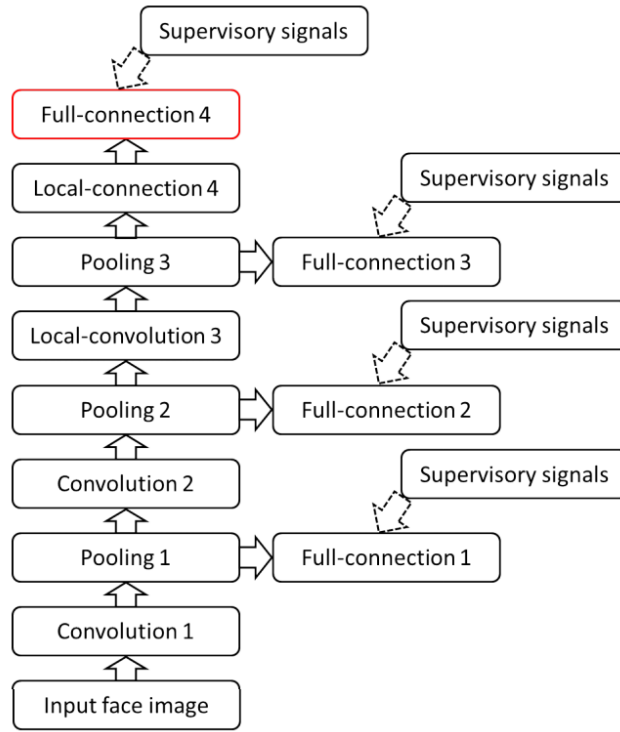 Supervisory signals
Full-connection 4
Local-connection 4
Supervisory signals
Pooling 3
Full-connection 3
Local-convolution 3
Supervisory signals
Pooling 2
Full-connection 2
Convolution 2
Supervisory signals
Pooling 1
Full-connection 1
Convolution 1
Input face image